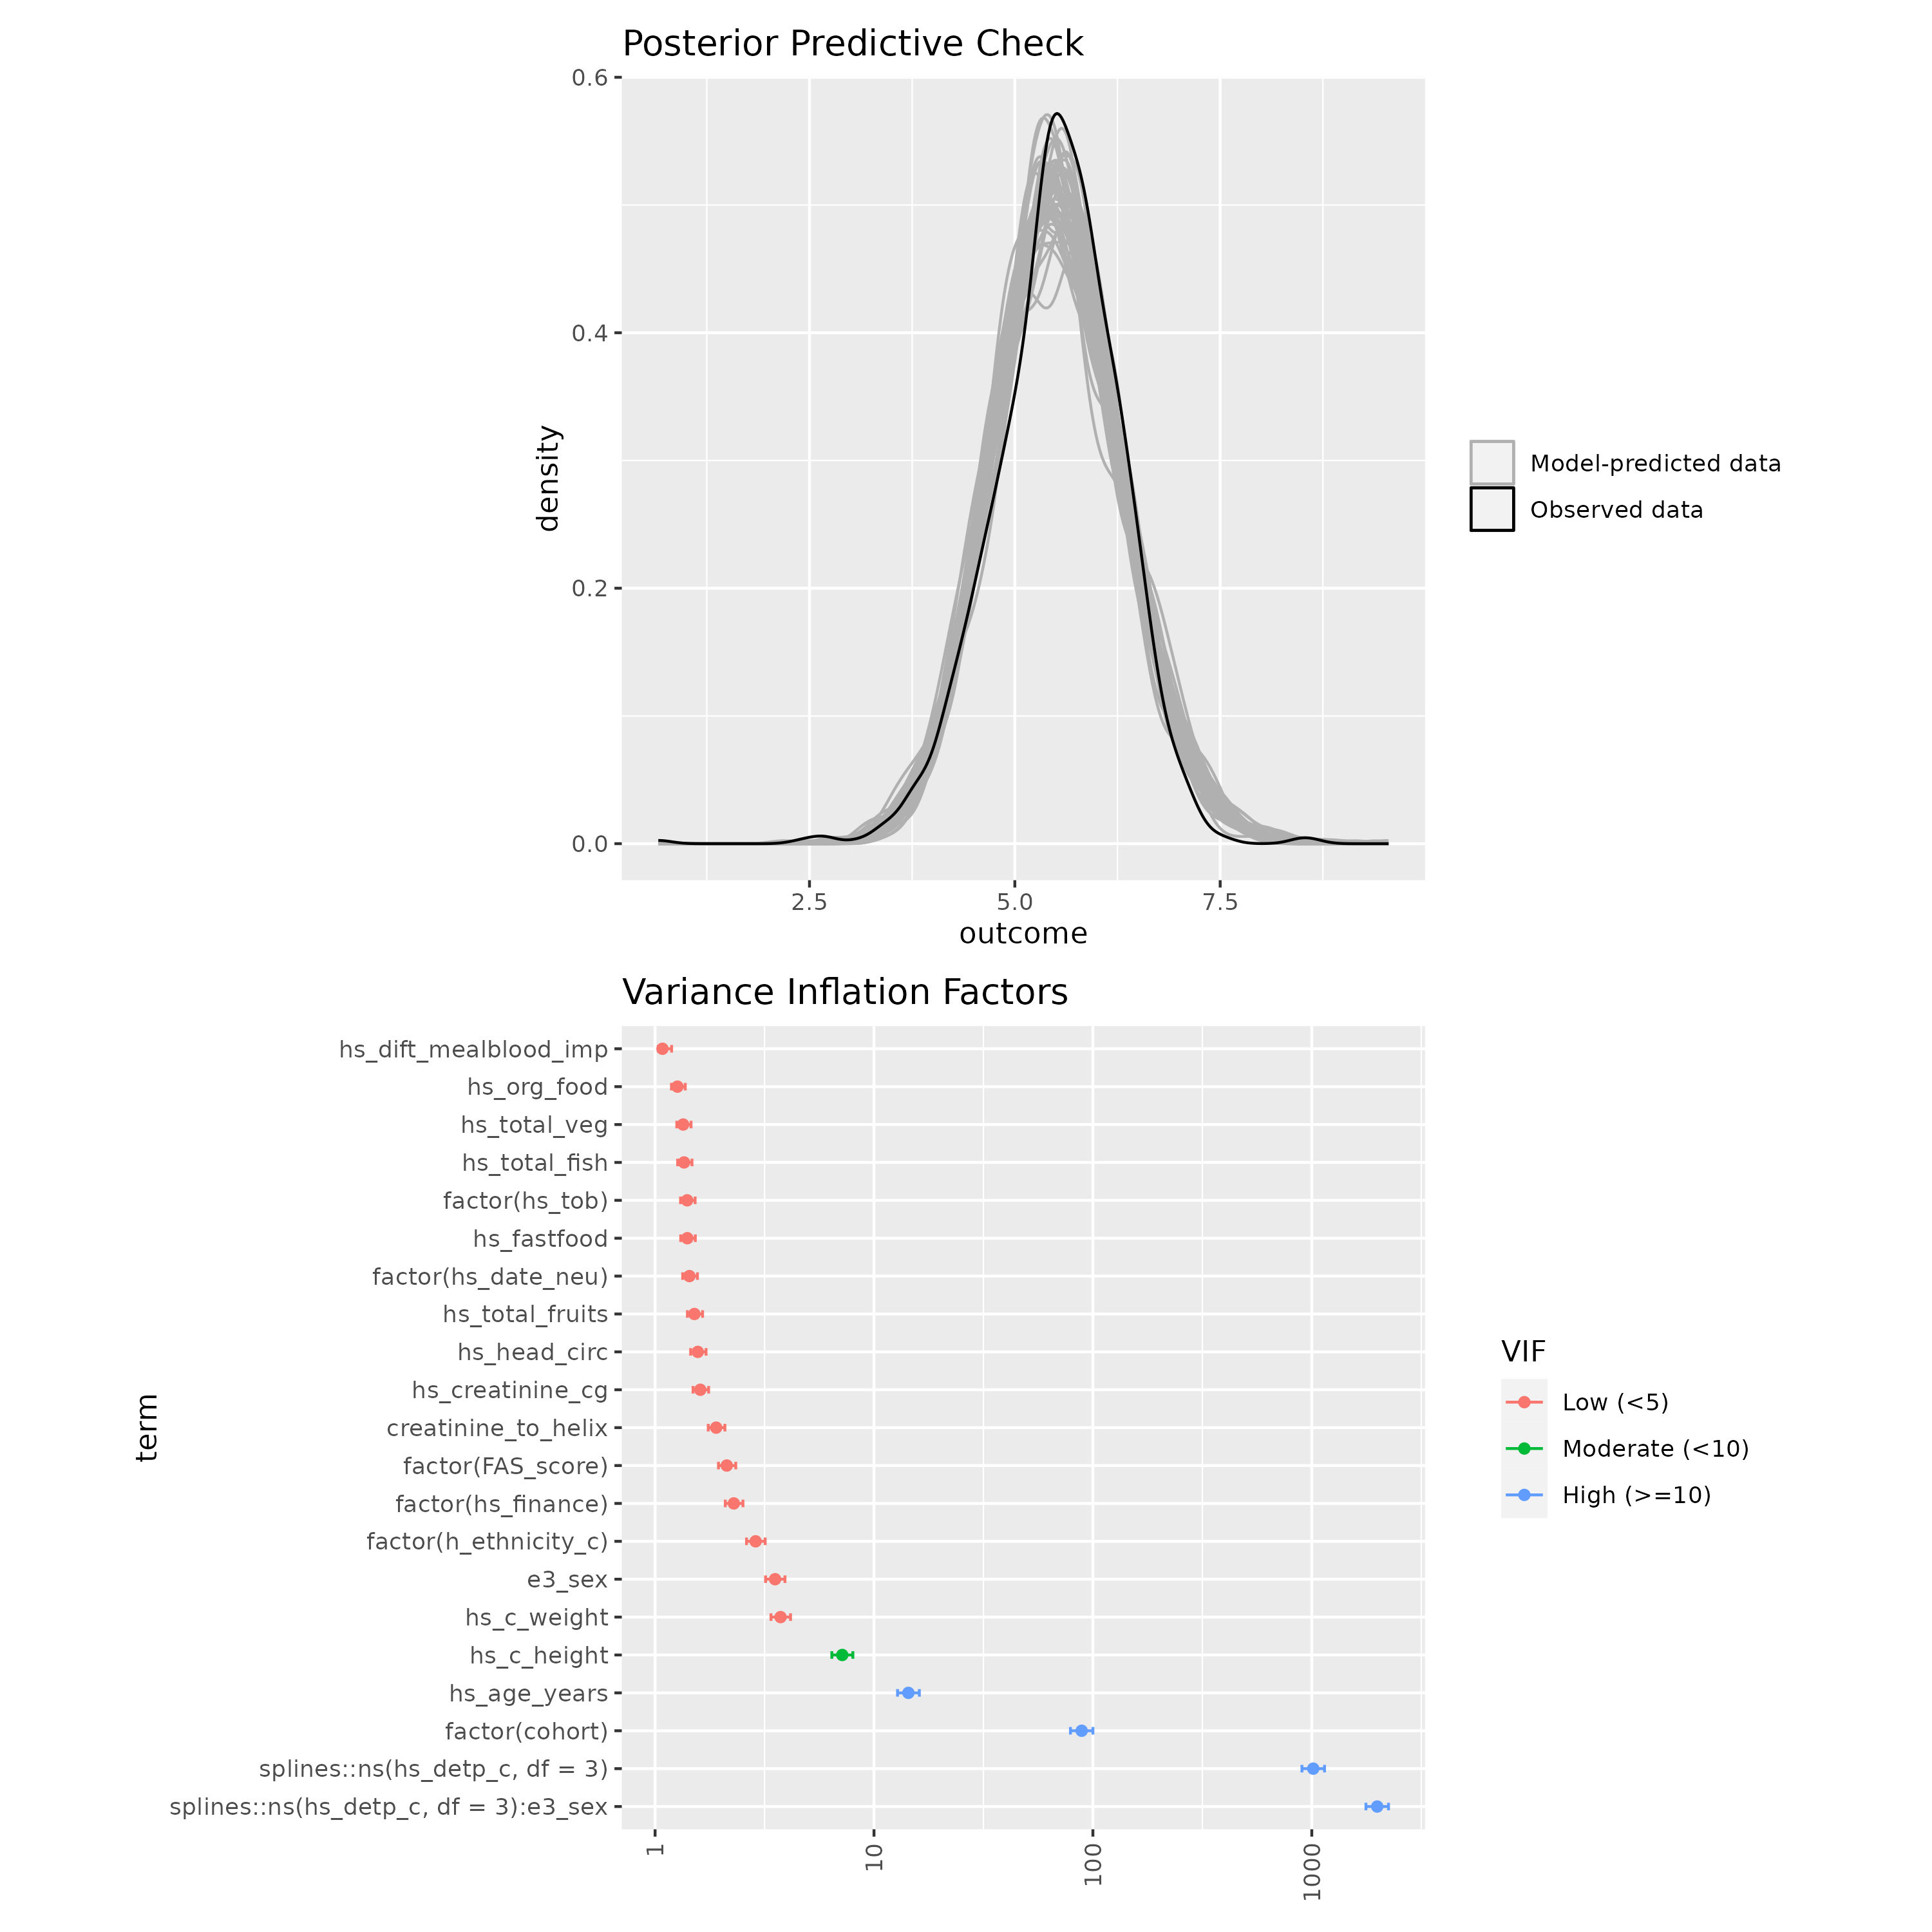 Posterior Predictive Check
0.6
0.4
0.2
0.0
density
2.5 5.0 7.5
outcome
Model-predicted data
Observed data
Variance Inflation Factors
term
hs_dift_mealblood_imp
hs_org_food
hs_total_veg
hs_total_fish
factor(hs_tob)
hs_fastfood
factor(hs_date_neu)
hs_total_fruits
hs_head_circ
hs_creatinine_cg
creatinine_to_helix
factor(FAS_score)
factor(hs_finance)
factor(h_ethnicity_c)
e3_sex
hs_c_weight
hs_c_height
hs_age_years
factor(cohort)
splines::ns(hs_detp_c, df = 3)
splines::ns(hs_detp_c, df = 3):e3_sex
1 10 100 1000
VIF
Low (<5)
Moderate (<10)
High (>=10)